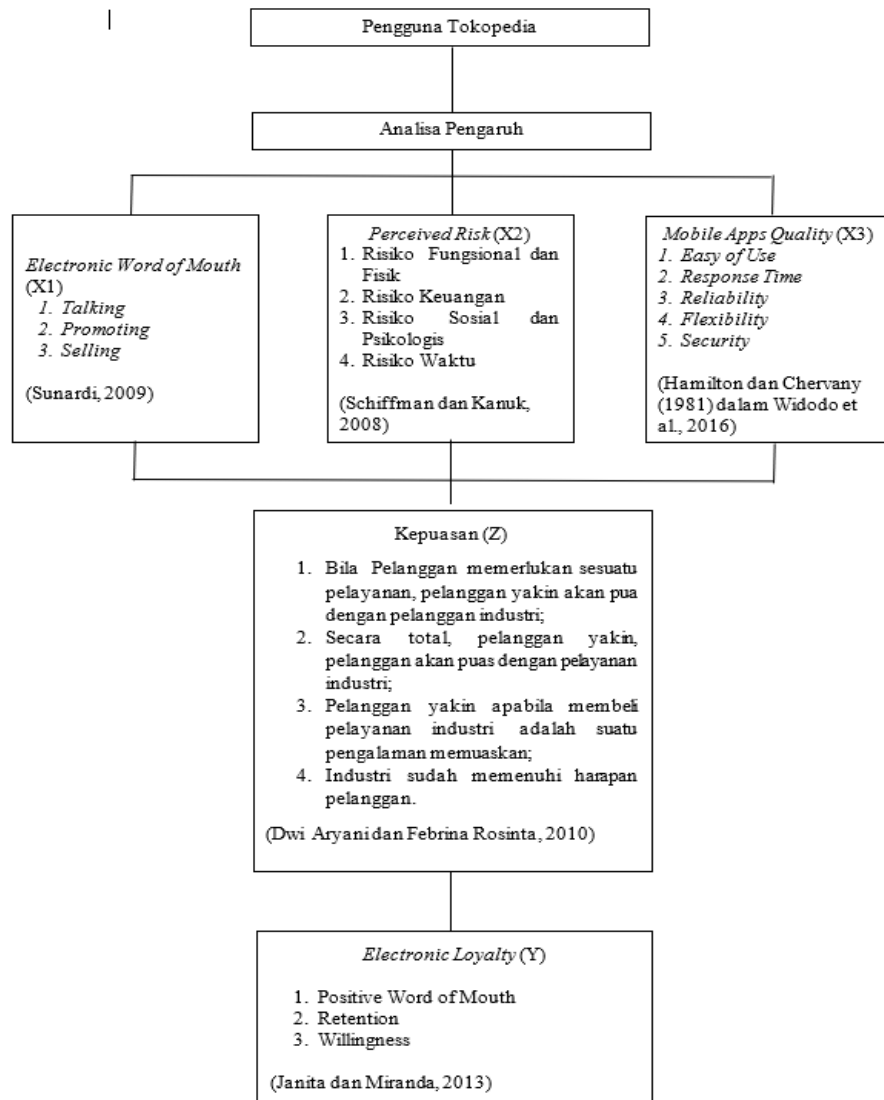 Pengguna Tokopedia
Analisa Pengaruh
Electronic Word of Mouth
(X1)
1. Talking
2. Promoting
3. Selling
(Sunardi, 2009)
Perceived Risk (X2)
1. Risiko Fungsional dan
Fisik
2. Risiko Keuangan
3. Risiko Sosial dan
Psikologis
4. Risiko Waktu
(Schiffman dan Kanuk,
2008)
Mobile Apps Quality (X3)
1. Easy of Use
2. Response Time
3. Reliability
4. Flexibility
5. Security
(Hamilton dan Chervany
(1981) dalam Widodo et
al., 2016)
Kepuasan (Z)
1. Bila Pelanggan memerlukan sesuatu
pelayanan, pelanggan yakin akan pua
dengan pelanggan industri;
2. Secara total, pelanggan yakin,
pelanggan akan puas dengan pelayanan
industri;
3. Pelanggan yakin apabila membeli
pelayanan industri adalah suatu
pengalaman memuaskan;
4. Industri sudah memenuhi harapan
pelanggan.
(Dwi Aryani dan Febrina Rosinta, 2010)
Electronic Loyalty (Y)
1. Positive Word of Mouth
2. Retention
3. Willingness
(Janita dan Miranda, 2013)